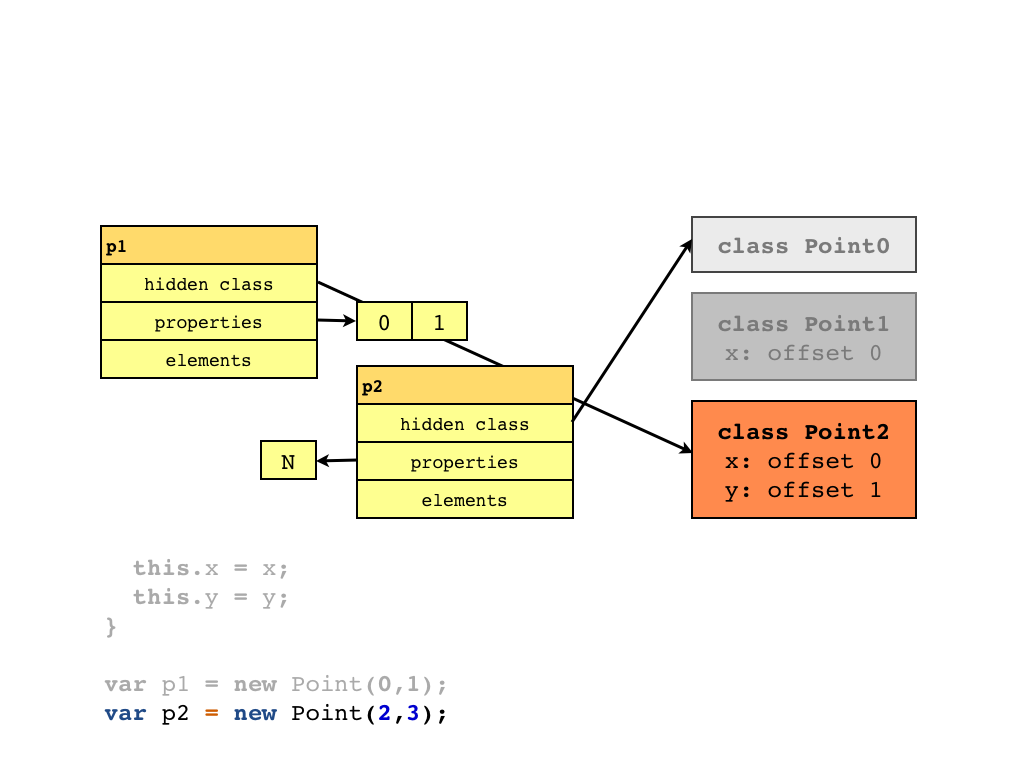 p1
hidden class
properties
elements
0 1
p2
hidden class
properties
elements
N
class Point0
class Point1
x: offset 0
class Point2
x: offset 0
y: offset 1
this.x = x;
this.y = y;
}
var p1 = new Point(0,1);
var p2 = new Point(2,3);